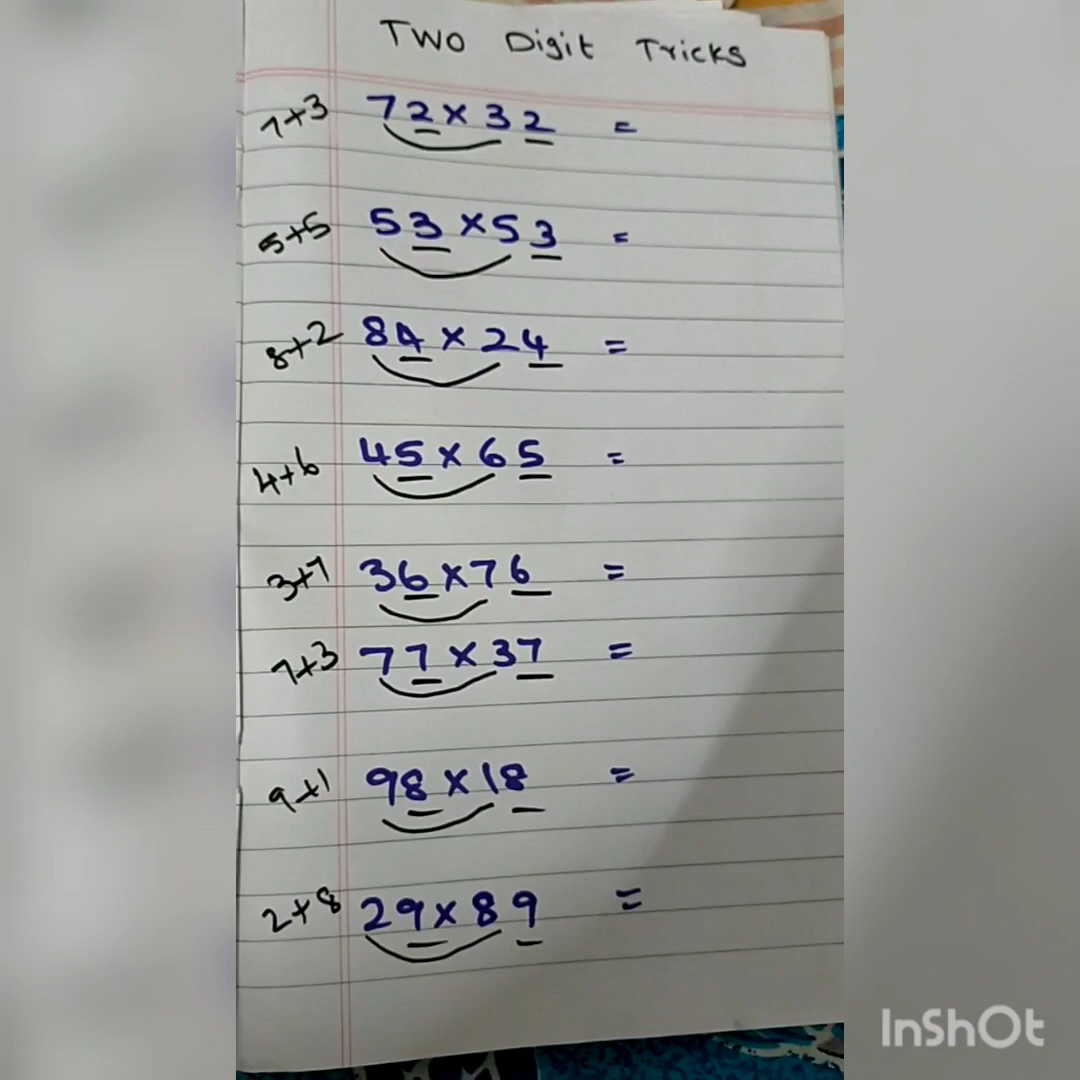 Two Digit Tricks
7+3 72 x 32 =
5+5 53 x 53 =
8+2 84 x 24 =
4+6 45 x 65 =
3+7 36 x 76 =
7+3 77 x 37 =
9+1 98 x 18 =
2+8 29 x 89 =
InShOt